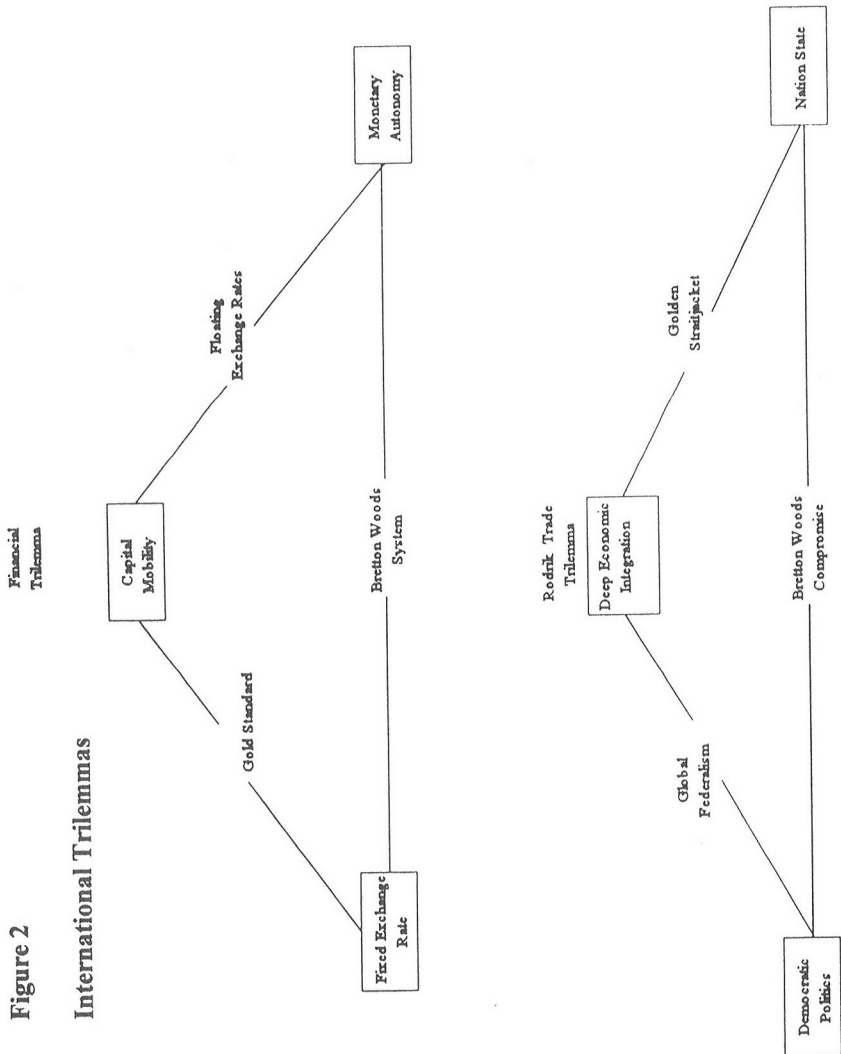 Figure 2
International Trilemmas
Financial
Trilemma
Capital
Mobility
Gold Standard
Floating
Exchange Rates
Fixed Exchange
Rate
Bretton Woods
System
Monetary
Autonomy
Rodrik Trade
Trilemma
Deep Economic
Integration
Global
Federalism
Golden
Straitjacket
Democratic
Politics
Bretton Woods
Compromise
Nation State